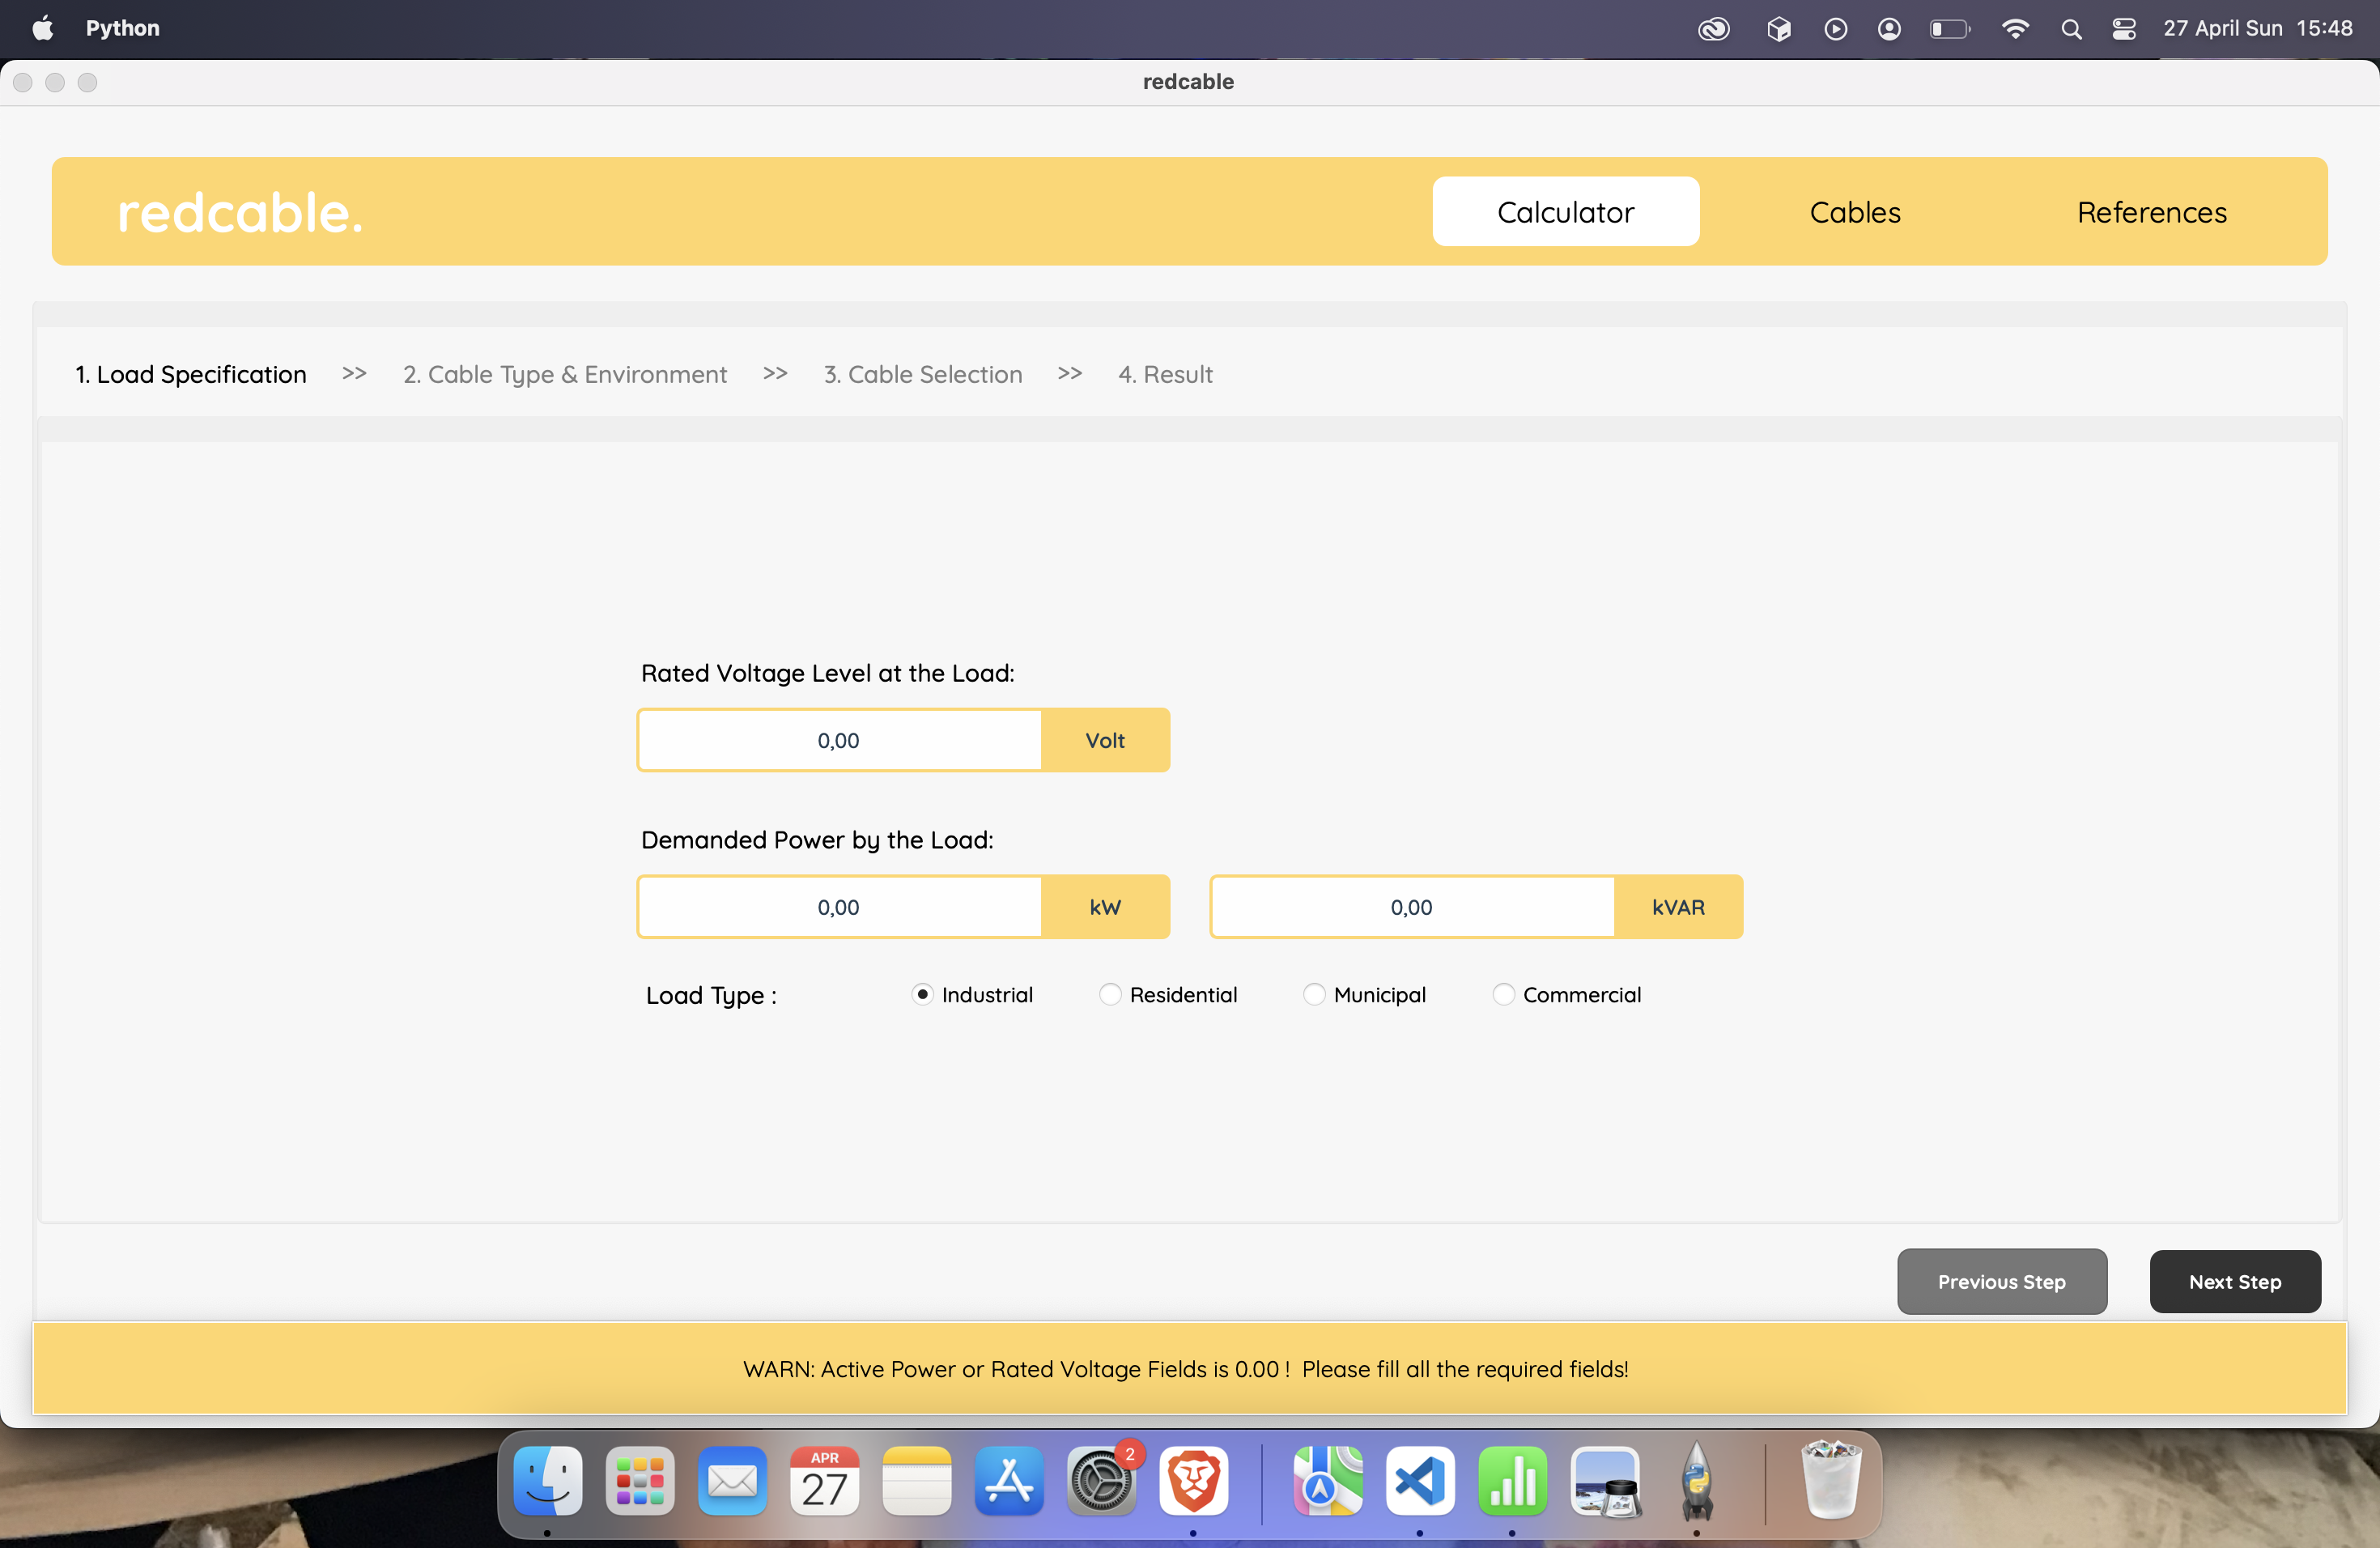 Python
27 April Sun 15:48
redcable
redcable.
Calculator
Cables
References
1. Load Specification >> 2. Cable Type & Environment >> 3. Cable Selection >> 4. Result
Rated Voltage Level at the Load:
0,00 Volt
Demanded Power by the Load:
0,00 kW 0,00 kVAR
Load Type : Industrial Residential Municipal Commercial
Previous Step Next Step
WARN: Active Power or Rated Voltage Fields is 0.00 ! Please fill all the required fields!
APR
27
2